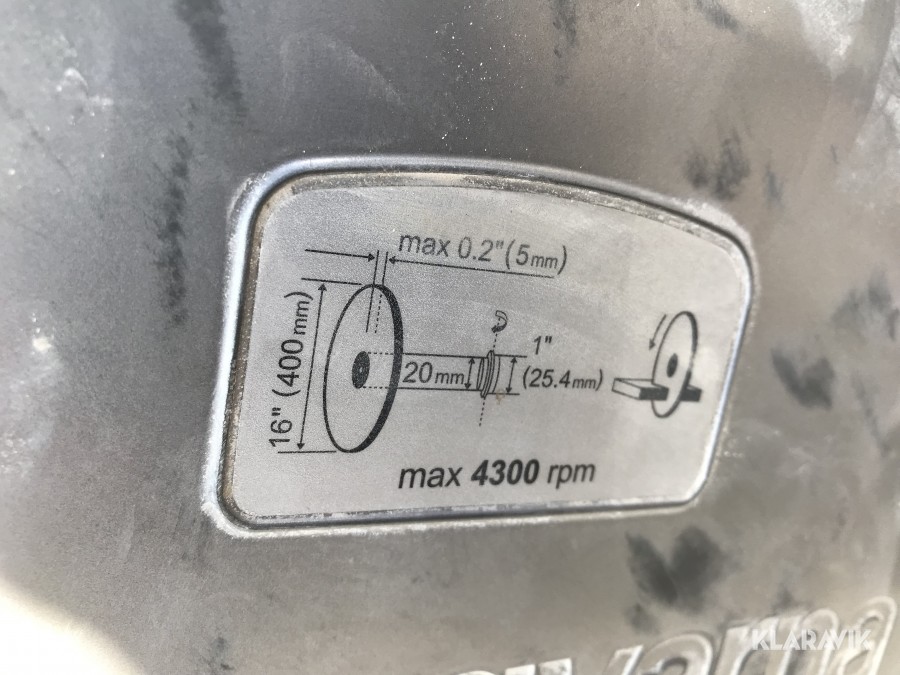 max 0.2" (5mm)
16" (400mm)
20mm
1"
(25.4mm)
max 4300 rpm
KLARAVIK